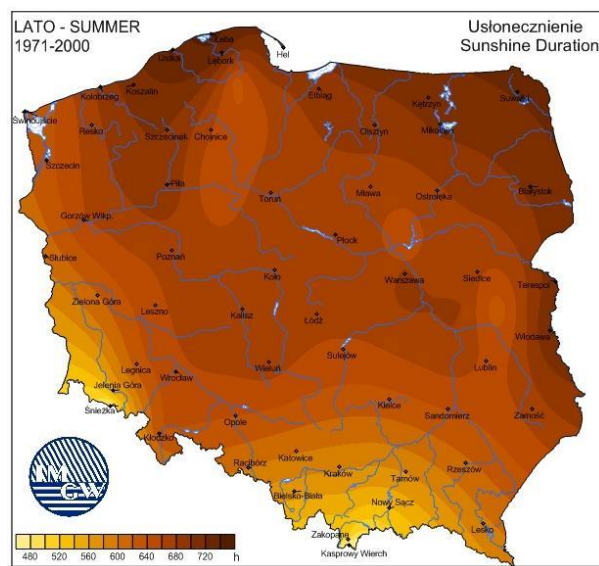 LATO - SUMMER
1971-2000
Usłonecznienie
Sunshine Duration
Łeba
Ustka
Lębork
Hel
Koszalin
Kołobrzeg
Elbląg
Kętrzyn
Suwałki
Świnoujście
Resko
Szczecinek
Chojnice
Olsztyn
Mikołajki
Szczecin
Piła
Toruń
Mława
Ostrołęka
Białystok
Gorzów Wlkp.
Płock
Słubice
Poznań
Koło
Warszawa
Siedlce
Terespol
Zielona Góra
Leszno
Kalisz
Łódź
Włodawa
Sulejów
Legnica
Wrocław
Wieluń
Lublin
Jelenia Góra
Śnieżka
Opole
Kielce
Sandomierz
Zamość
Kłodzko
Racibórz
Katowice
Kraków
Tarnów
Rzeszów
Bielsko-Biała
Nowy Sącz
Lesko
Zakopane
Kasprowy Wierch
IM
GW
480 520 560 600 640 680 720 h